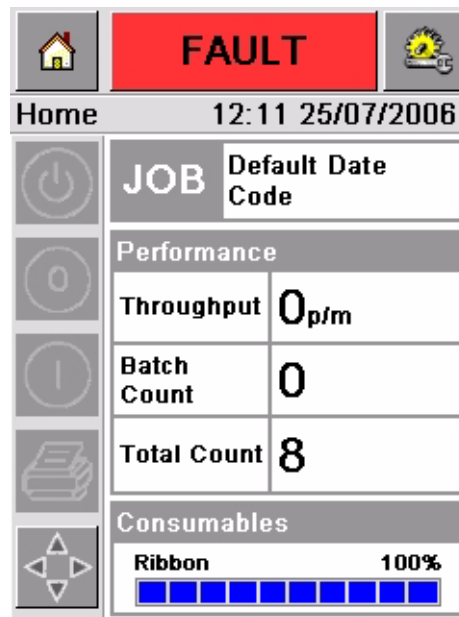 FAULT
Home 12:11 25/07/2006
JOB Default Date
Code
Performance
Throughput 0p/m
Batch
Count 0
Total Count 8
Consumables
Ribbon 100%